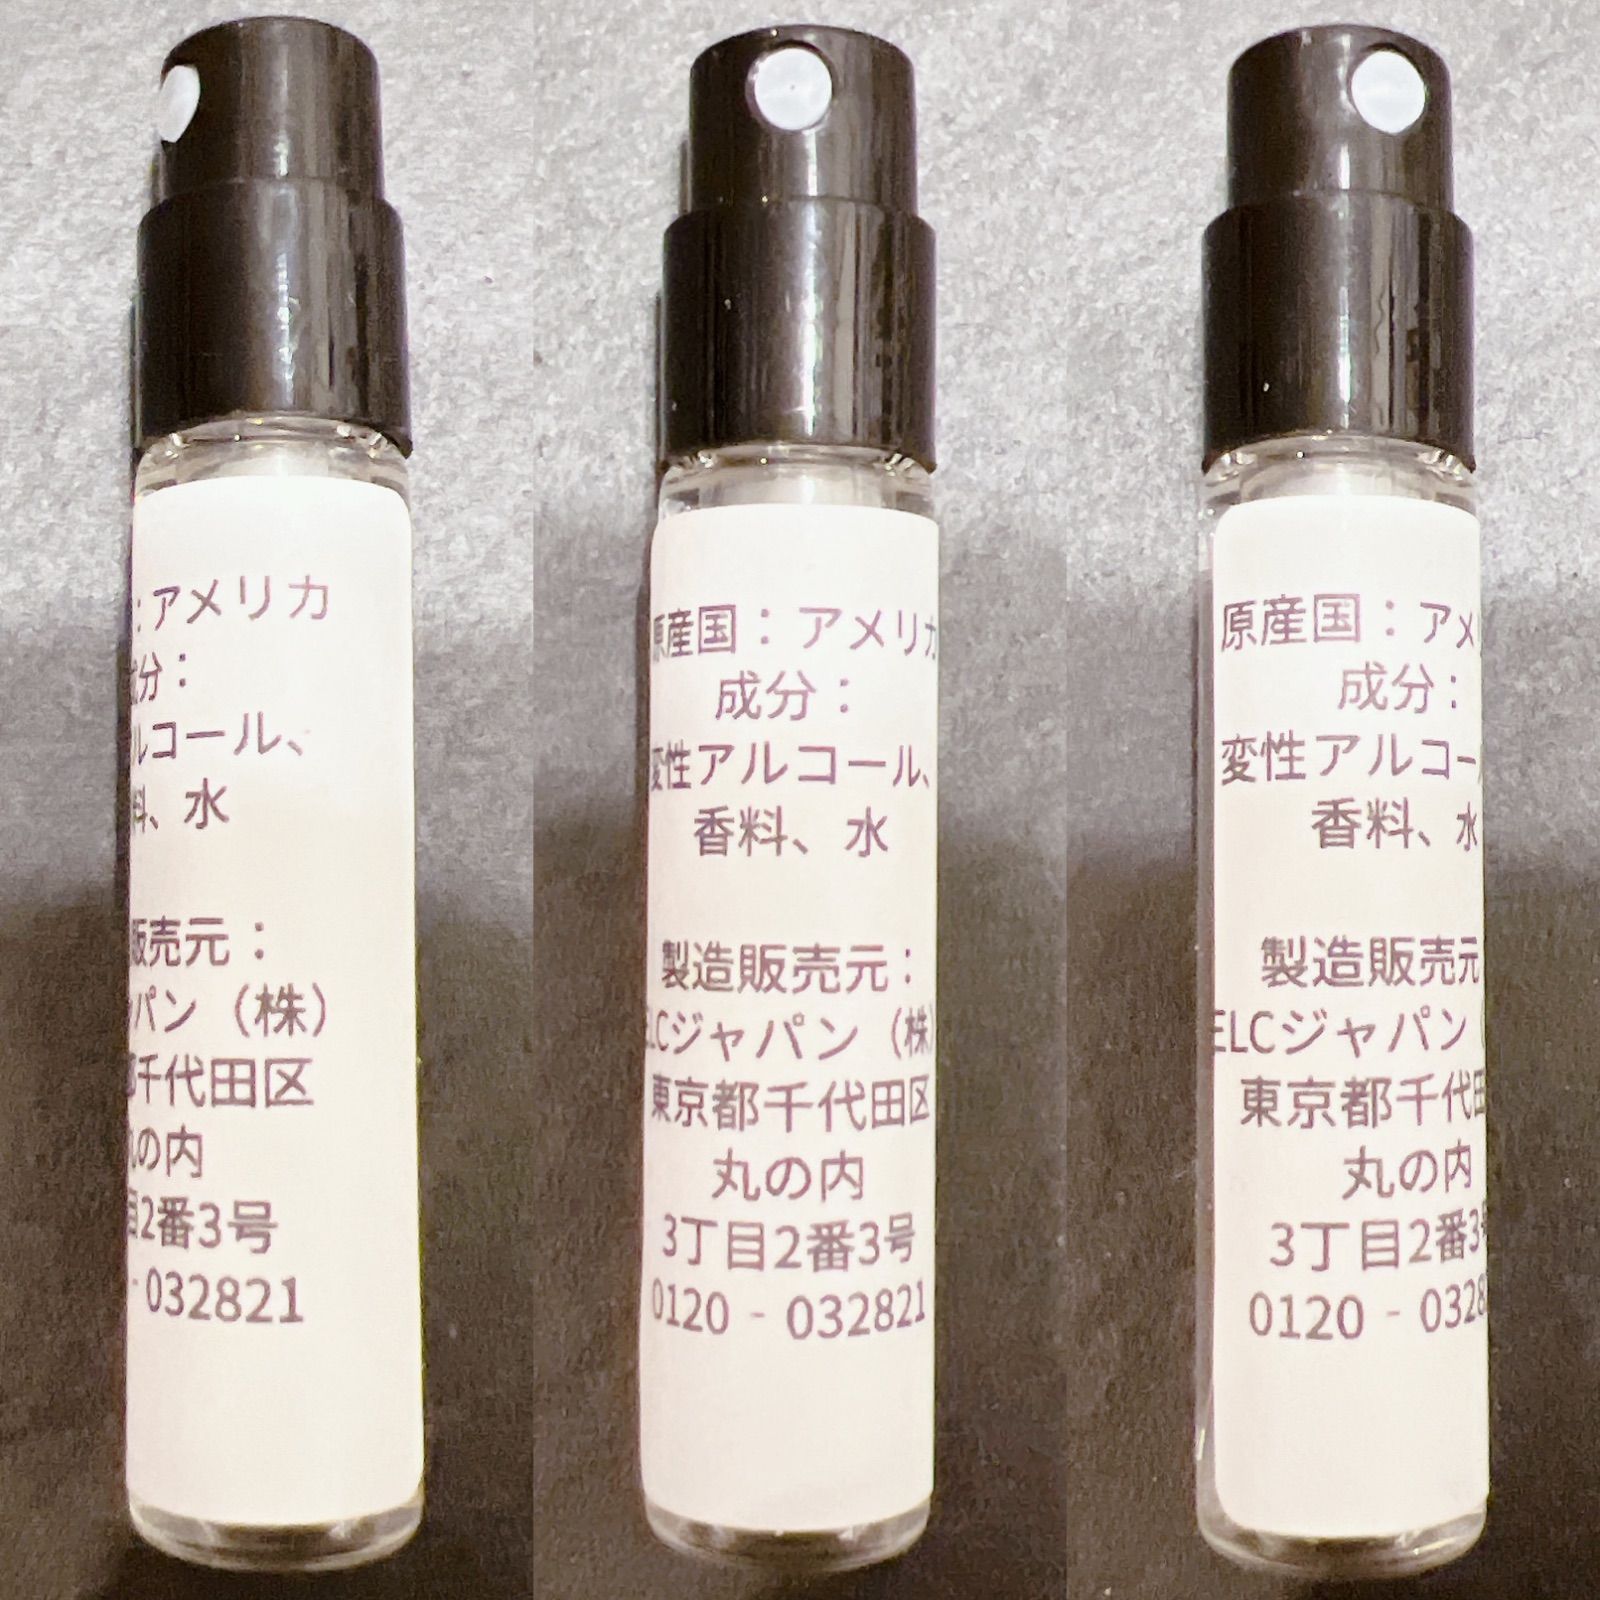 ：アメリカ
成分：
ルコール、
料、水
販売元：
ャパン（株）
都千代田区
丸の内
目2番3号
- 032821
原産国：アメリカ
成分：
変性アルコール、
香料、水
製造販売元：
ELCジャパン（株）
東京都千代田区
丸の内
3丁目2番3号
0120 - 032821
原産国：アメ
成分：
変性アルコー
香料、水
製造販売元
ELCジャパン（
東京都千代田
丸の内
3丁目2番3号
0120 - 0328